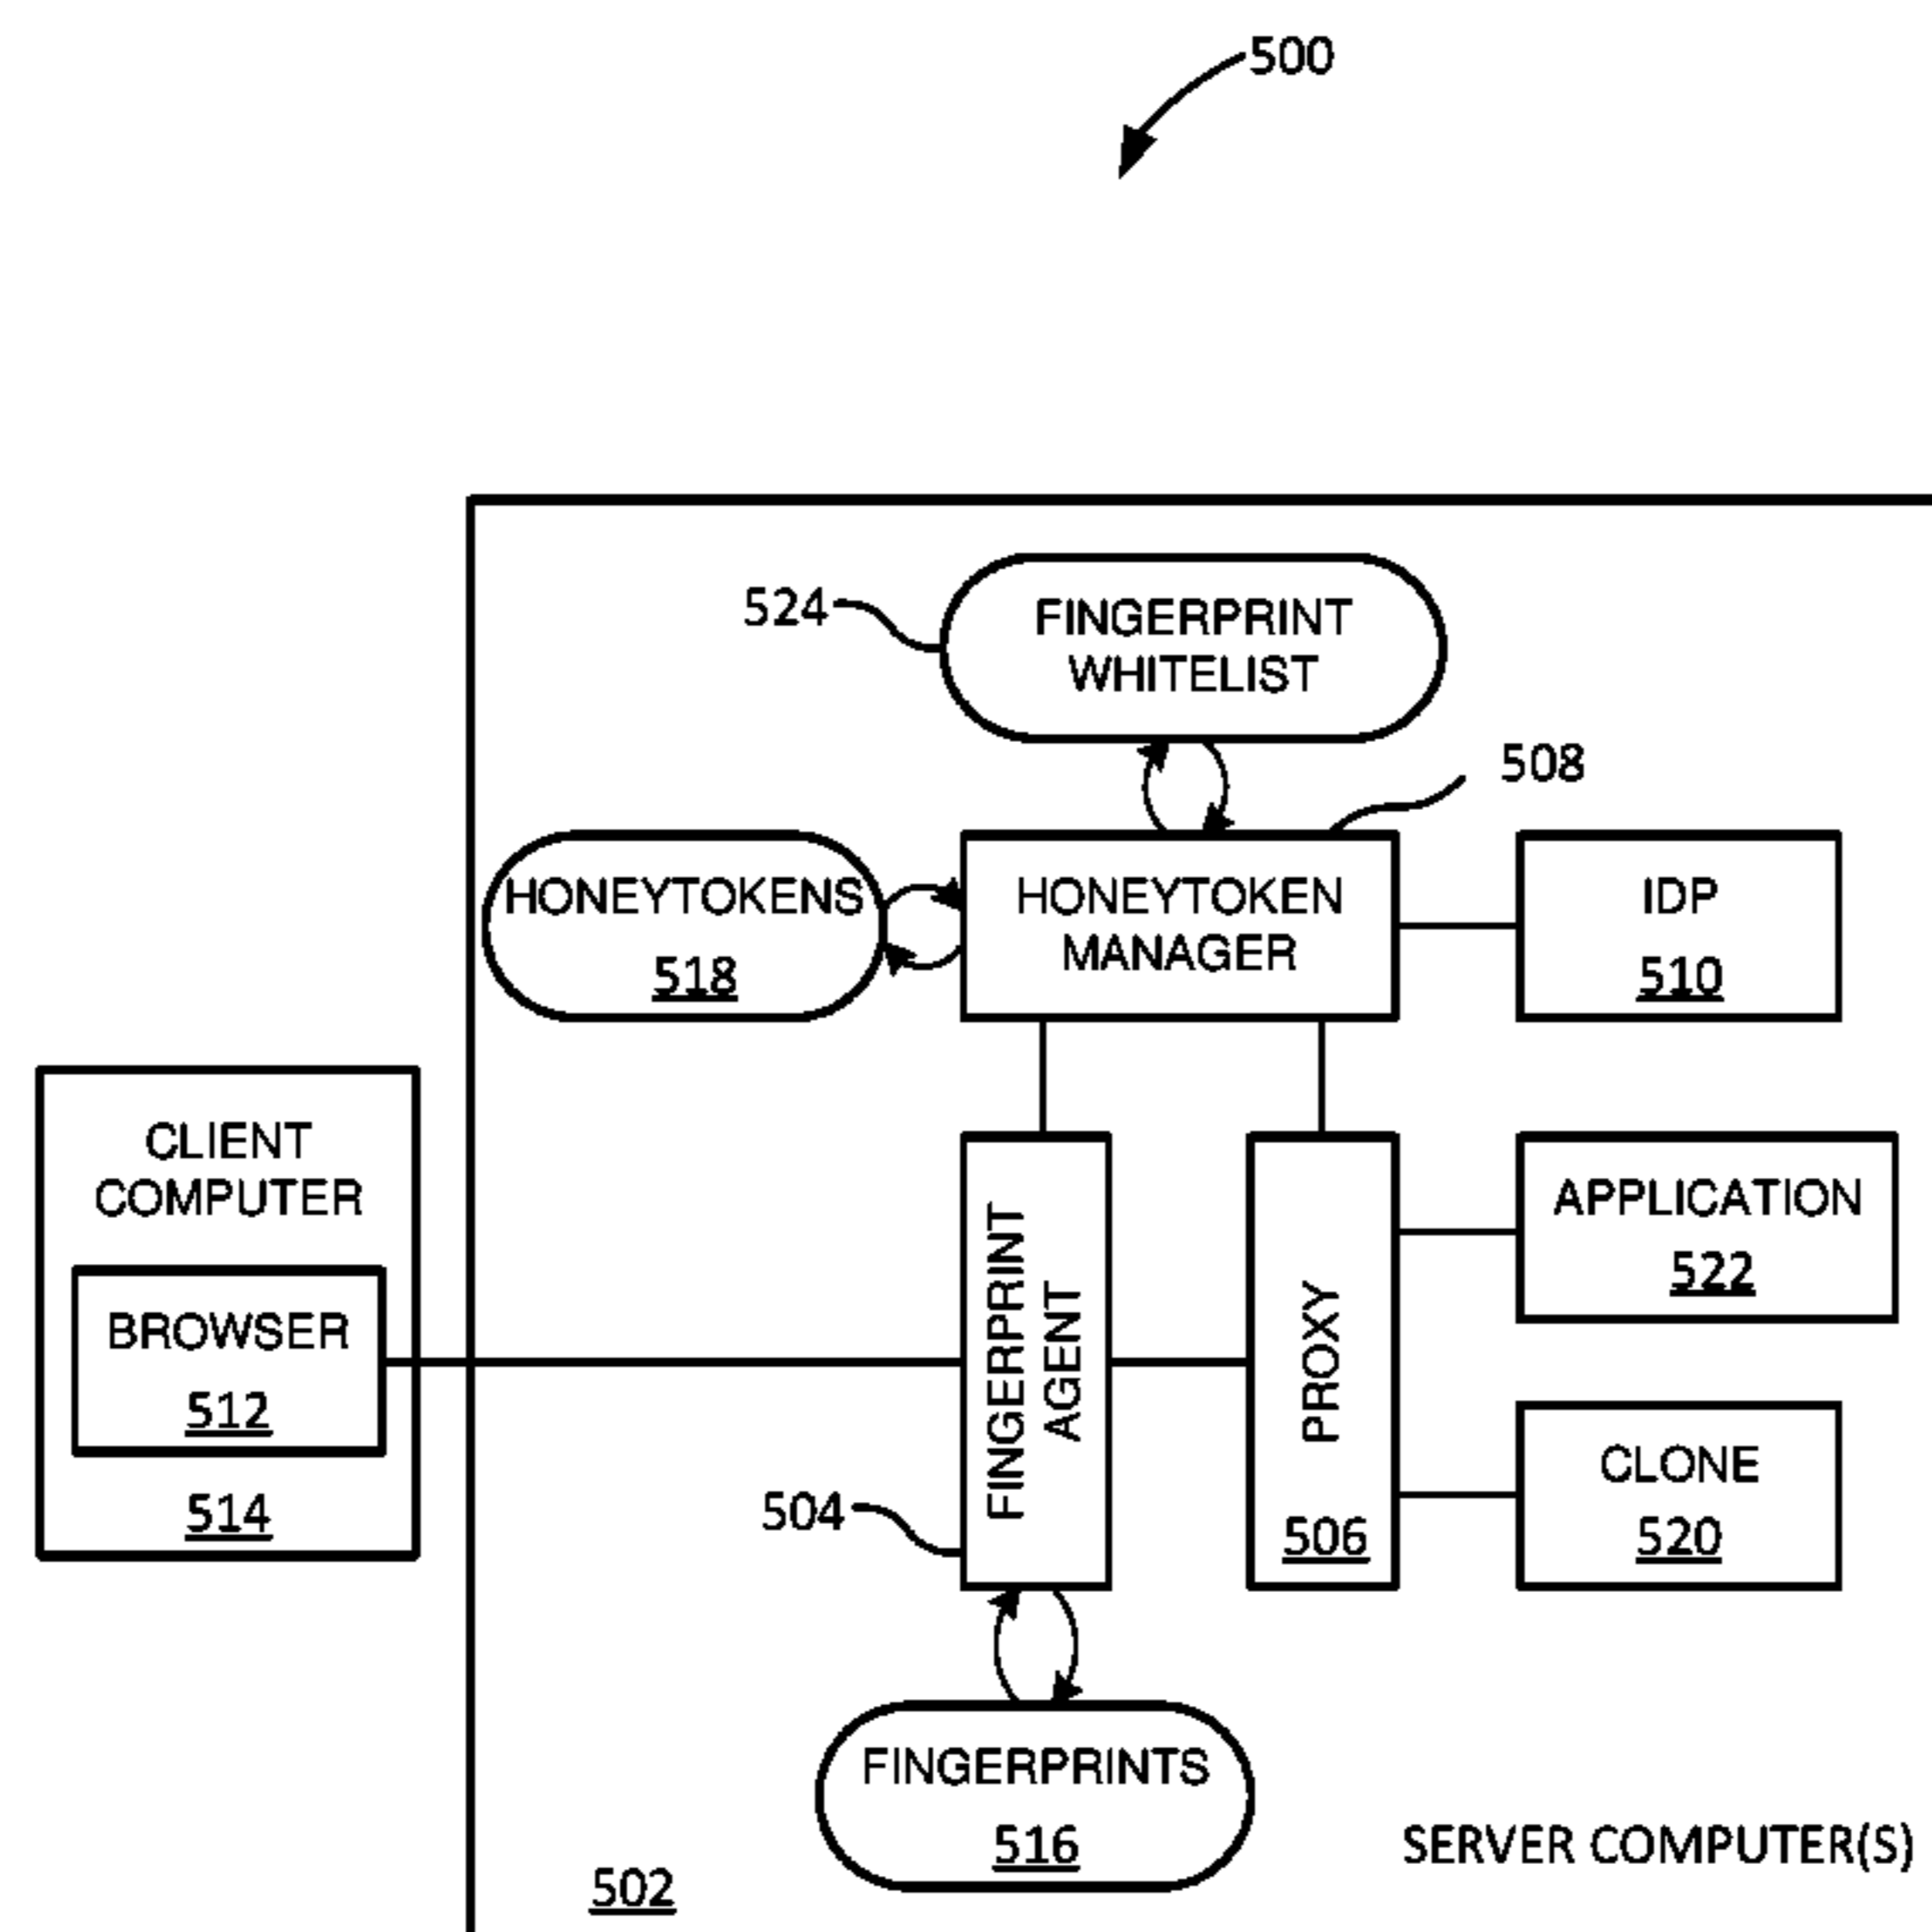 500
524
FINGERPRINT
WHITELIST
508
HONEYTOKENS
518
HONEYTOKEN
MANAGER
IDP
510
CLIENT
COMPUTER
BROWSER
512
514
FINGERPRINT
AGENT
504
PROXY
506
APPLICATION
522
CLONE
520
FINGERPRINTS
516
502
SERVER COMPUTER(S)